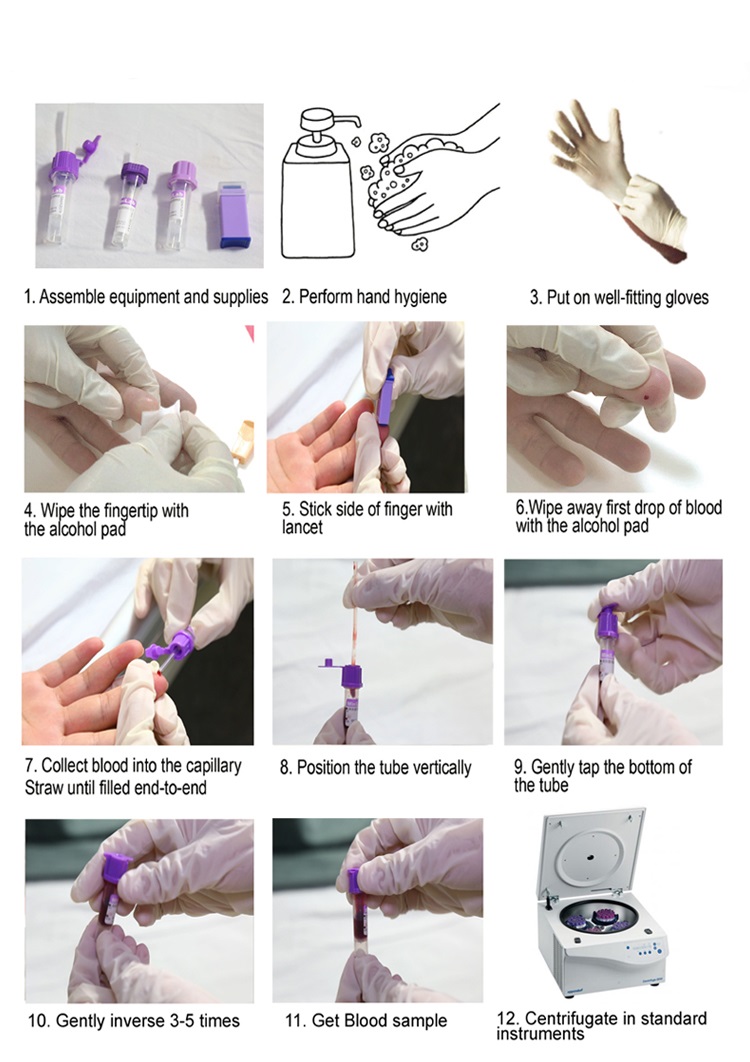 1. Assemble equipment and supplies
2. Perform hand hygiene
3. Put on well-fitting gloves
4. Wipe the fingertip with
the alcohol pad
5. Stick side of finger with
lancet
6.Wipe away first drop of blood
with the alcohol pad
7. Collect blood into the capillary
Straw until filled end-to-end
8. Position the tube vertically
9. Gently tap the bottom of
the tube
10. Gently inverse 3-5 times
11. Get Blood sample
12. Centrifugate in standard
instruments